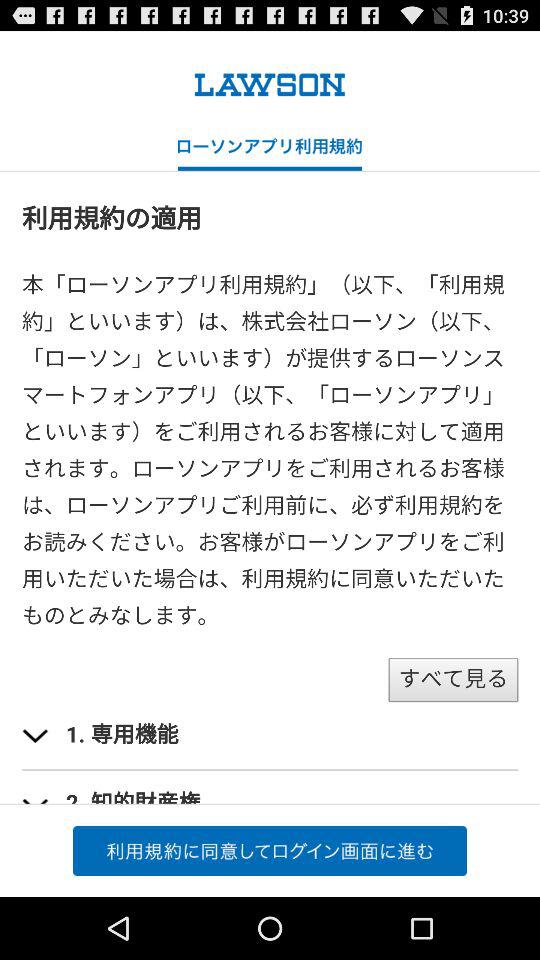 10:39
LAWSON
ローソンアプリ利用規約
利用規約の適用
本「ローソンアプリ利用規約」（以下、「利用規
約」といいます）は、株式会社ローソン（以下、
「ローソン」といいます）が提供するローソンス
マートフォンアプリ（以下、「ローソンアプリ」
といいます）をご利用されるお客様に対して適用
されます。ローソンアプリをご利用されるお客様
は、ローソンアプリご利用前に、必ず利用規約を
お読みください。お客様がローソンアプリをご利
用いただいた場合は、利用規約に同意いただいた
ものとみなします。
すべて見る
1. 専用機能
2. 知的財産権
利用規約に同意してログイン画面に進む